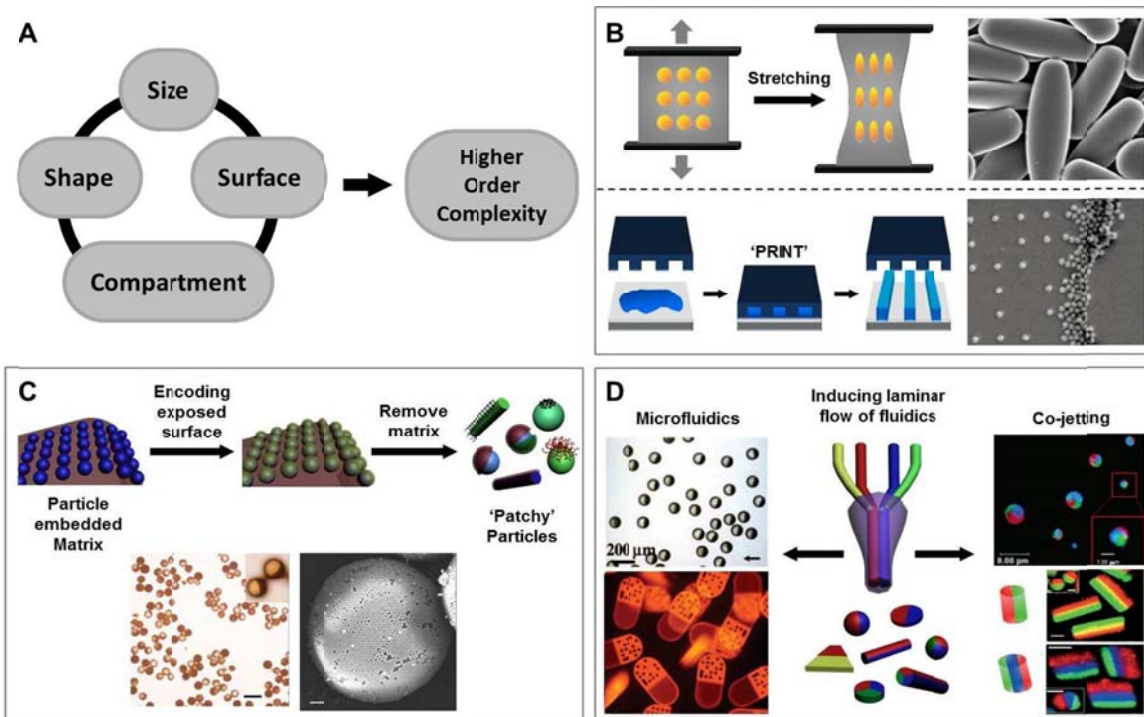 A
Size
Shape
Surface
Compartment
Higher
Order
Complexity
B
Stretching
'PRINT'
C
Encoding
exposed
surface
Remove
matrix
Particle
embedded
Matrix
'Patchy'
Particles
D
Microfluidics
Inducing laminar
flow of fluidics
Co-jetting
200 μm